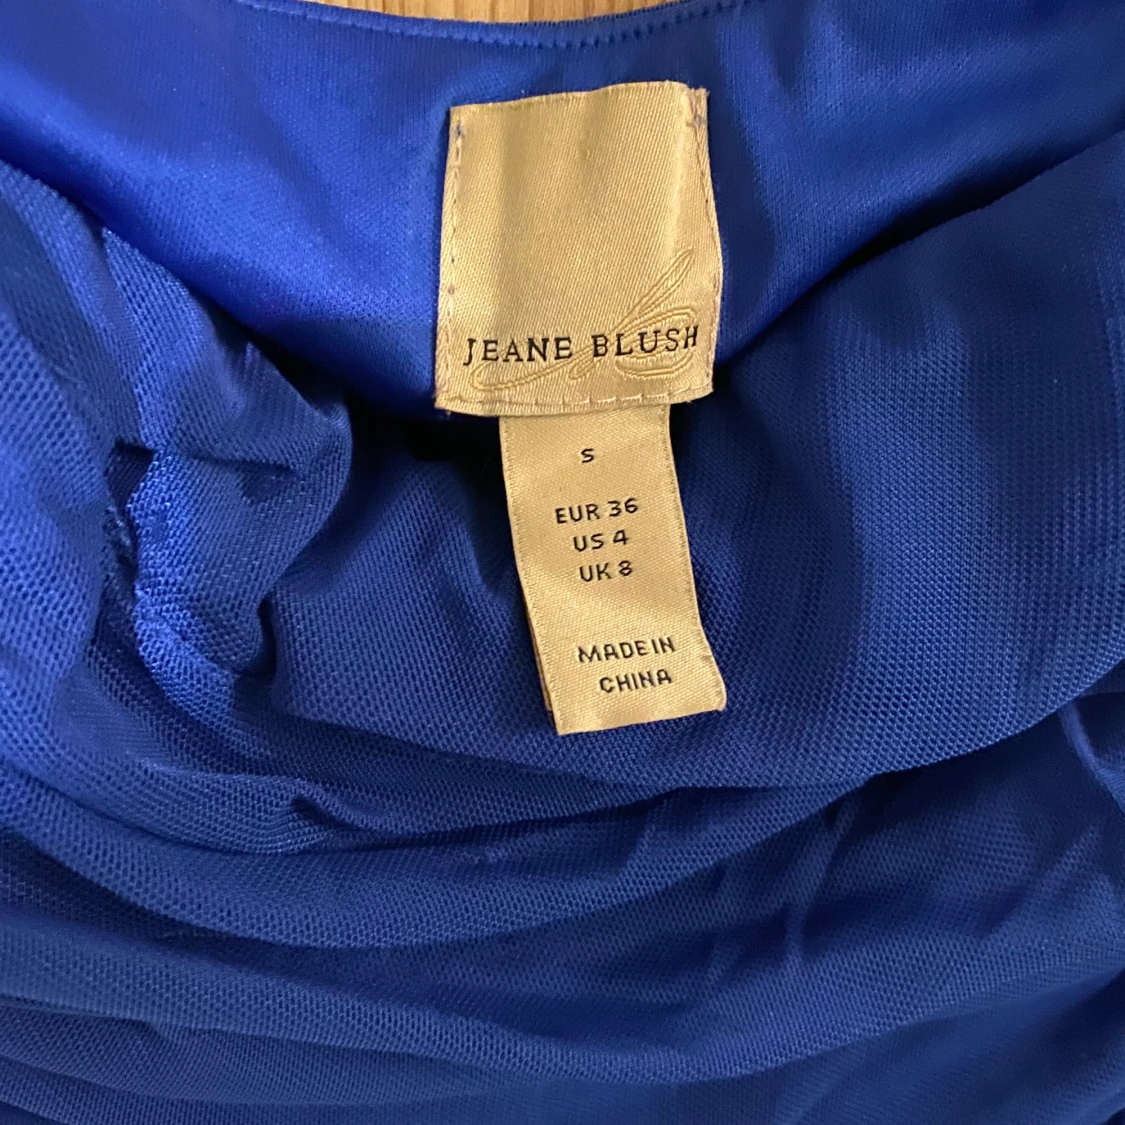 JEANE BLUSH
S
EUR 36
US 4
UK 8
MADE IN
CHINA